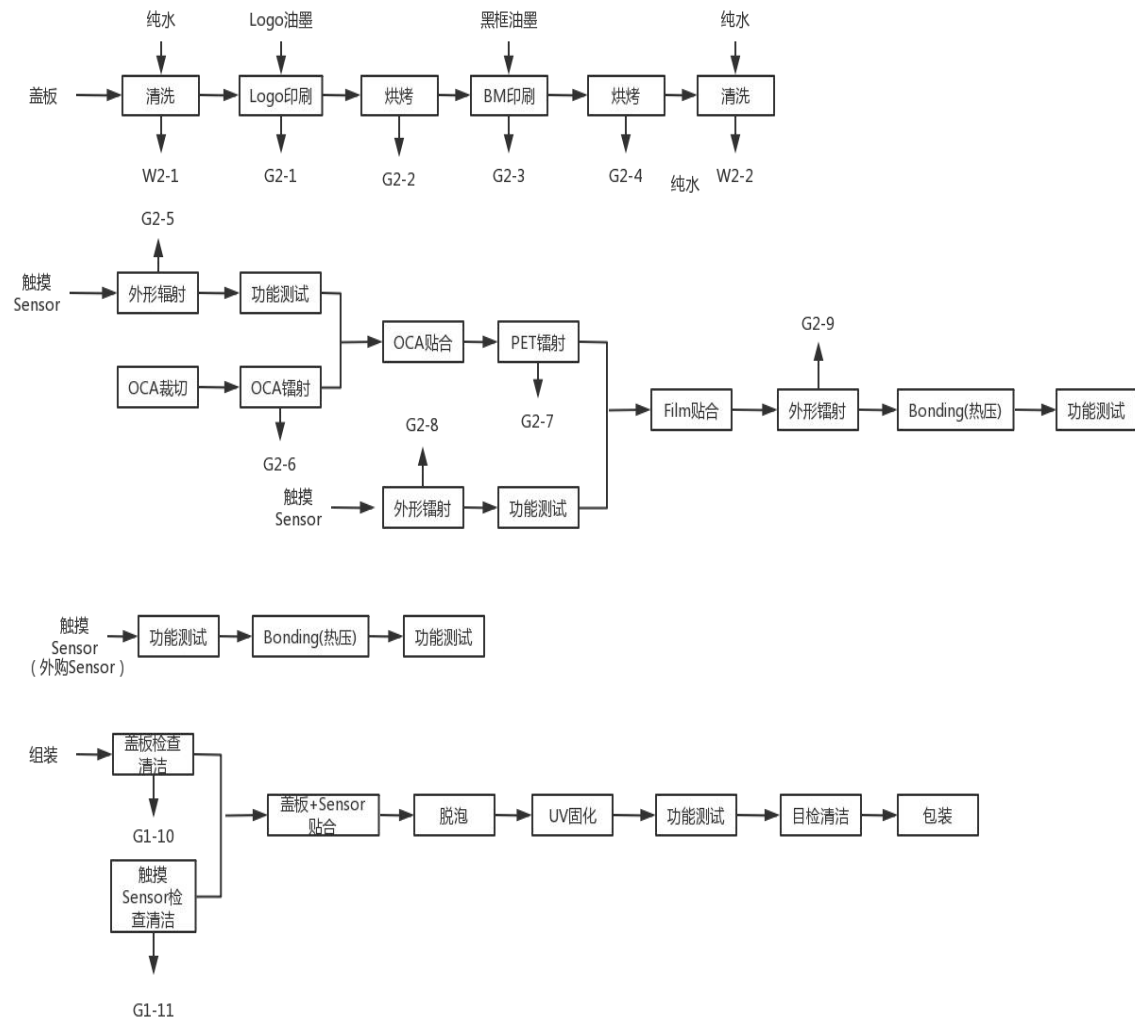 纯水
Logo油墨
黑框油墨
纯水
盖板
清洗
Logo印刷
烘烤
BM印刷
烘烤
清洗
W2-1
G2-1
G2-2
G2-3
G2-4
纯水
W2-2
G2-5
触摸
Sensor
外形辐射
功能测试
OCA贴合
PET镭射
G2-9
OCA裁切
OCA镭射
Film贴合
外形镭射
Bonding(热压)
功能测试
G2-6
G2-8
G2-7
触摸
Sensor
外形镭射
功能测试
触摸
Sensor
(外购Sensor)
功能测试
Bonding(热压)
功能测试
组装
盖板检查
清洁
G1-10
盖板+Sensor
贴合
脱泡
UV固化
功能测试
目检清洁
包装
触摸
Sensor检
查清洁
G1-11